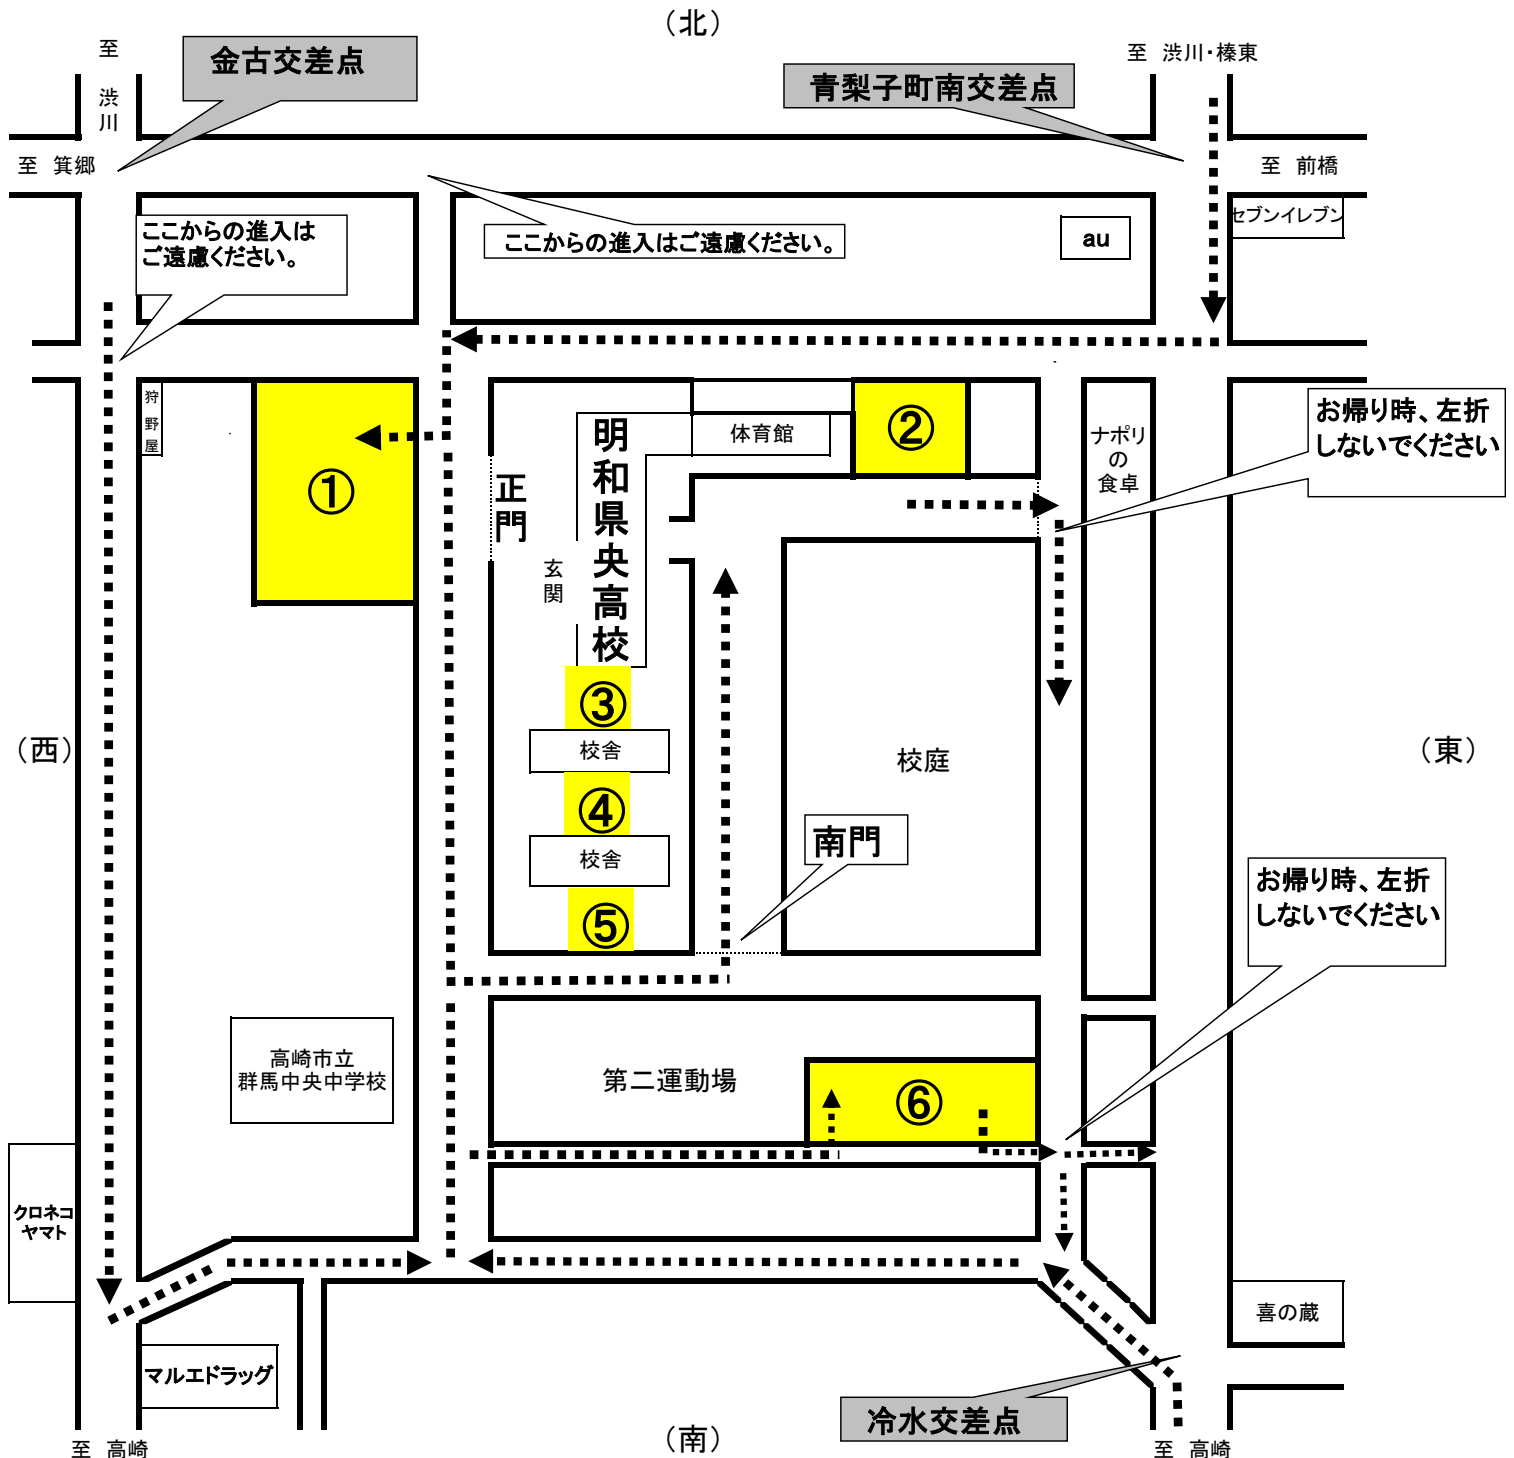 （北）
至
渋
川
金古交差点
青梨子町南交差点
至 渋川・榛東
至 箕郷
至 前橋
ここからの進入は
ご遠慮ください。
ここからの進入はご遠慮ください。
au
セブンイレブン
狩
野
屋
①
正
門
明
和
県
央
高
校
体育館
②
ナポリ
の
食卓
お帰り時、左折
しないでください
玄
関
③
（西）
校舎
校庭
（東）
④
南門
校舎
⑤
お帰り時、左折
しないでください
高崎市立
群馬中央中学校
第二運動場
⑥
クロネコ
ヤマト
喜の蔵
マルエドラッグ
冷水交差点
（南）
至 高崎
至 高崎